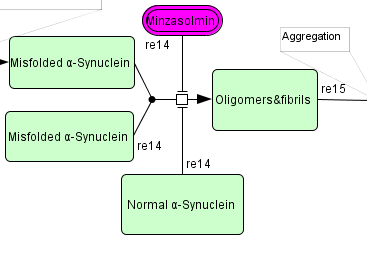 Minzasolmin
re14
Aggregation
Misfolded α-Synuclein
Oligomers&fibrils
re15
Misfolded α-Synuclein
re14
re14
Normal α-Synuclein